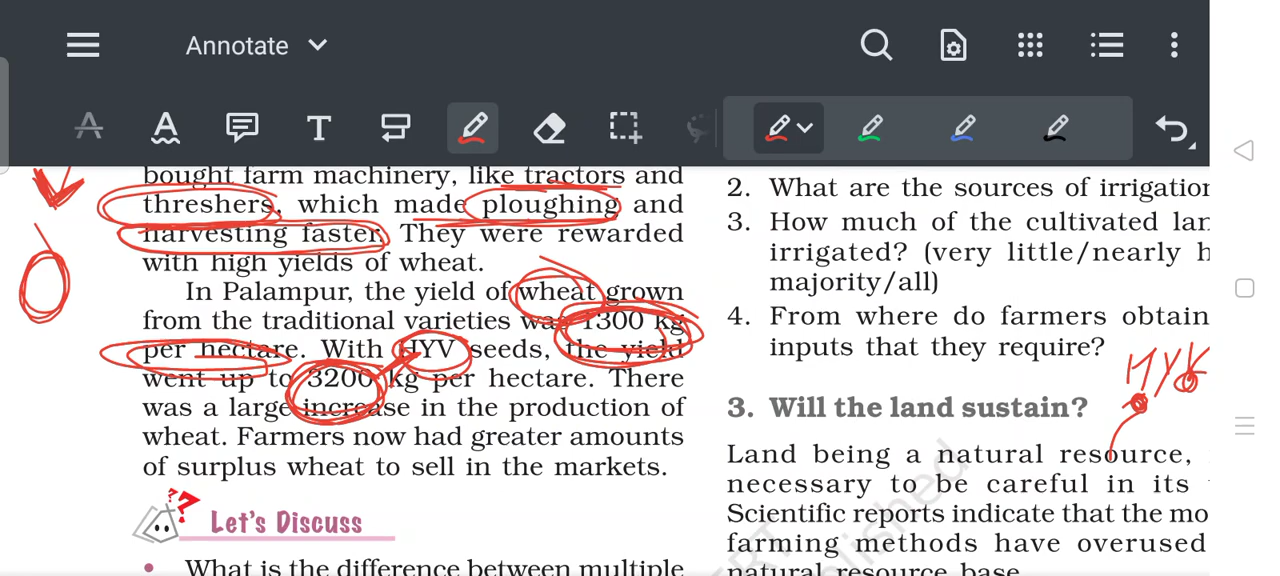 Annotate
bought farm machinery, like tractors and
threshers, which made ploughing and
harvesting faster. They were rewarded
with high yields of wheat.
In Palampur, the yield of wheat grown
from the traditional varieties was 1300 kg
per hectare. With HYV seeds, the yield
went up to 3200 kg per hectare. There
was a large increase in the production of
wheat. Farmers now had greater amounts
of surplus wheat to sell in the markets.
Let's Discuss
• What is the difference between multiple
2. What are the sources of irrigation
3. How much of the cultivated lan
irrigated? (very little/nearly h
majority/all)
4. From where do farmers obtain
inputs that they require?
3. Will the land sustain?
Land being a natural resource,
necessary to be careful in its
Scientific reports indicate that the mo
farming methods have overused
natural resource base.